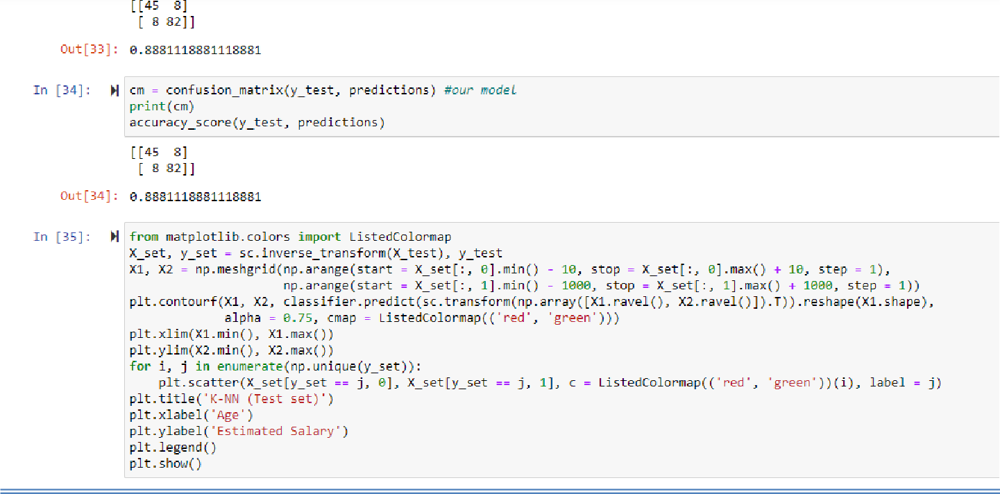 [[45  8]
 [ 8 82]]
Out[33]: 0.8881118881118881
In [34]: cm = confusion_matrix(y_test, predictions) #our model
print(cm)
accuracy_score(y_test, predictions)
[[45  8]
 [ 8 82]]
Out[34]: 0.8881118881118881
In [35]: from matplotlib.colors import ListedColormap
X_set, y_set = sc.inverse_transform(X_test), y_test
X1, X2 = np.meshgrid(np.arange(start = X_set[:, 0].min() - 10, stop = X_set[:, 0].max() + 10, step = 1),
                     np.arange(start = X_set[:, 1].min() - 1000, stop = X_set[:, 1].max() + 1000, step = 1))
plt.contourf(X1, X2, classifier.predict(sc.transform(np.array([X1.ravel(), X2.ravel()]).T)).reshape(X1.shape),
             alpha = 0.75, cmap = ListedColormap(('red', 'green')))
plt.xlim(X1.min(), X1.max())
plt.ylim(X2.min(), X2.max())
for i, j in enumerate(np.unique(y_set)):
    plt.scatter(X_set[y_set == j, 0], X_set[y_set == j, 1], c = ListedColormap(('red', 'green'))(i), label = j)
plt.title('K-NN (Test set)')
plt.xlabel('Age')
plt.ylabel('Estimated Salary')
plt.legend()
plt.show()